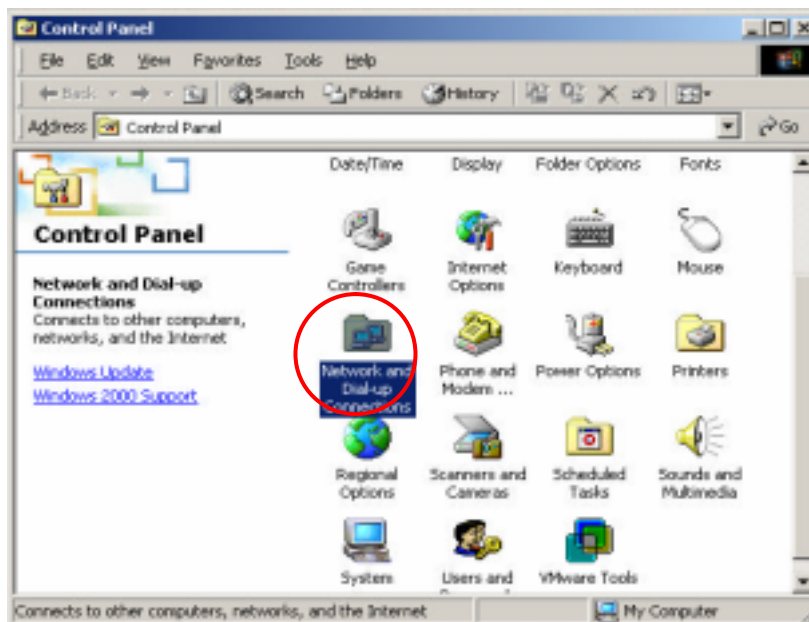 Control Panel
File Edit View Favorites Tools Help
Back Search Folders History
Address Control Panel Go
Date/Time Display Folder Options Fonts
Control Panel
Network and Dial-up
Connections
Connects to other computers,
networks, and the Internet
Windows Update
Windows 2000 Support
Game
Controllers
Internet
Options
Keyboard
Mouse
Network and
Dial-up
Connections
Phone and
Modem ...
Power Options
Printers
Regional
Options
Scanners and
Cameras
Scheduled
Tasks
Sounds and
Multimedia
System
Users and
VMware Tools
Connects to other computers, networks, and the Internet
My Computer